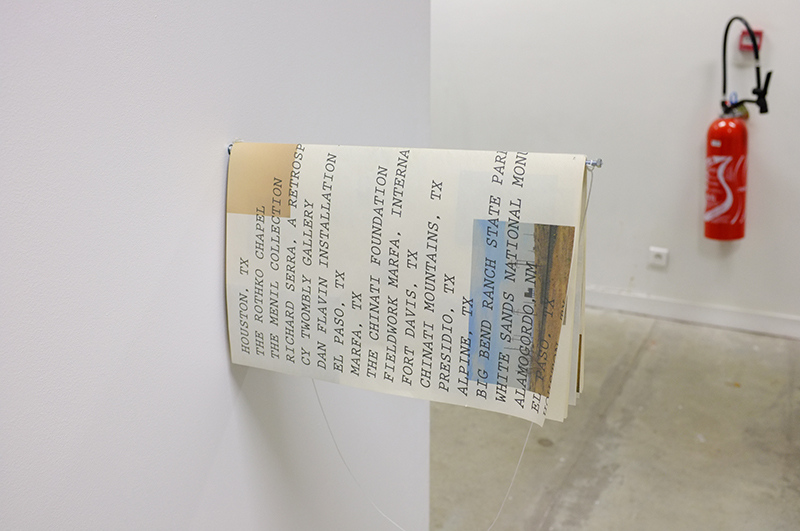 HOUSTON, TX
THE ROTHKO CHAPEL
THE MENIL COLLECTION
RICHARD SERRA, A RETROSP
CY TWOMBLY GALLERY
DAN FLAVIN INSTALLATION
EL PASO, TX
MARFA, TX
THE CHINATI FOUNDATION
FIELDWORK MARFA, INTERNA
FORT DAVIS, TX
CHINATI MOUNTAINS, TX
PRESIDIO, TX
ALPINE, TX
BIG BEND RANCH STATE PAR
WHITE SANDS NATIONAL MONU
ALAMOGORDO, NM
EL PASO, TX